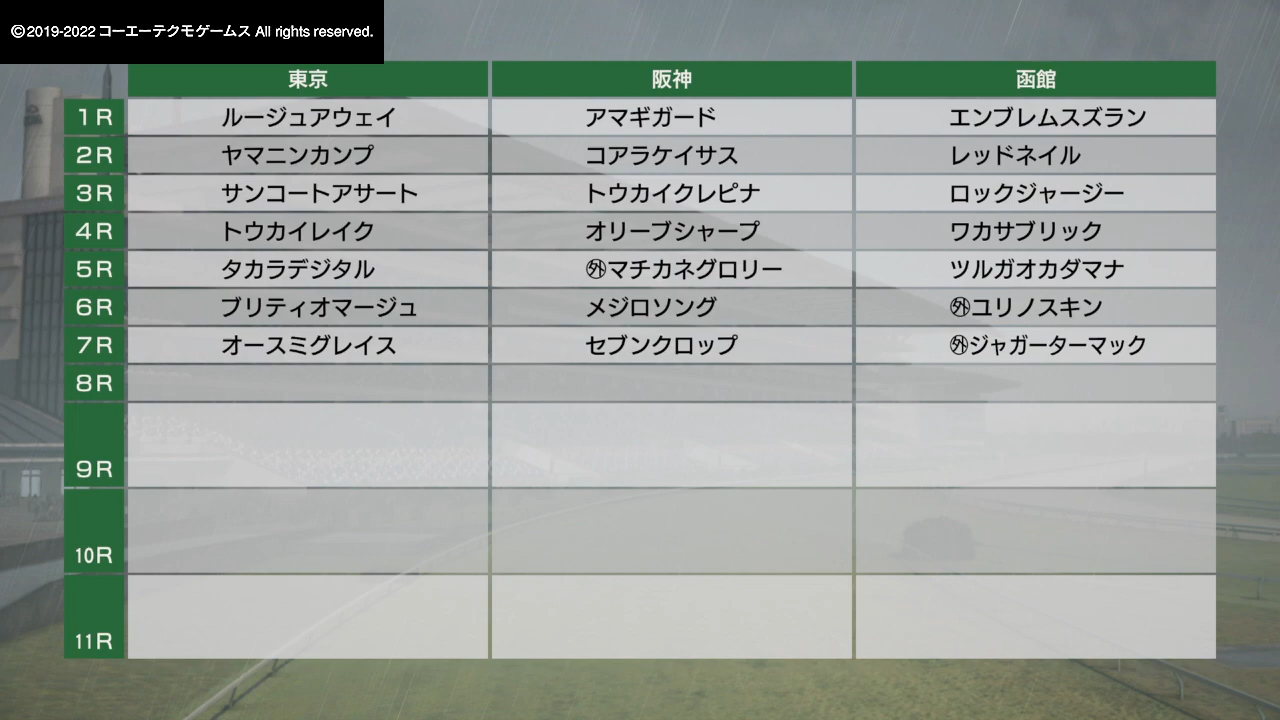 ©2019-2022 コーエーテクモゲームス All rights reserved.
東京 阪神 函館
1R ルージュアウェイ アマギガード エンブレムスズラン
2R ヤマニンカンプ コアラケイサス レッドネイル
3R サンコートアサート トウカイクレピナ ロックジャージー
4R トウカイレイク オリーブシャープ ワカサブリック
5R タカラデジタル ㊕マチカネグロリー ツルガオカダマナ
6R ブリティオマージュ メジロソング 外ユリノスキン
7R オースミグレイス セブンクロップ 外ジャガーターマック
8R
9R
10R
11R